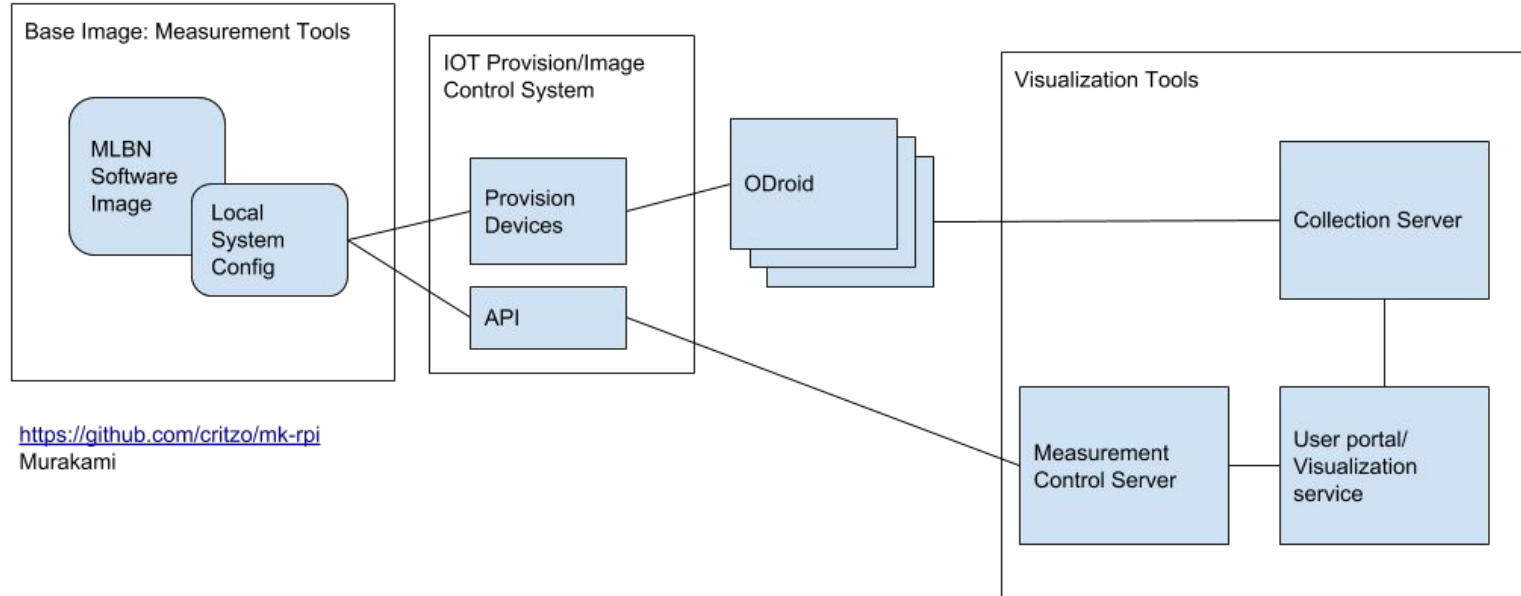 Base Image: Measurement Tools
MLBN
Software
Image
Local
System
Config
https://github.com/critzo/mk-rpi
Murakami
IOT Provision/Image
Control System
Provision
Devices
API
ODroid
Visualization Tools
Collection Server
Measurement
Control Server
User portal/
Visualization
service